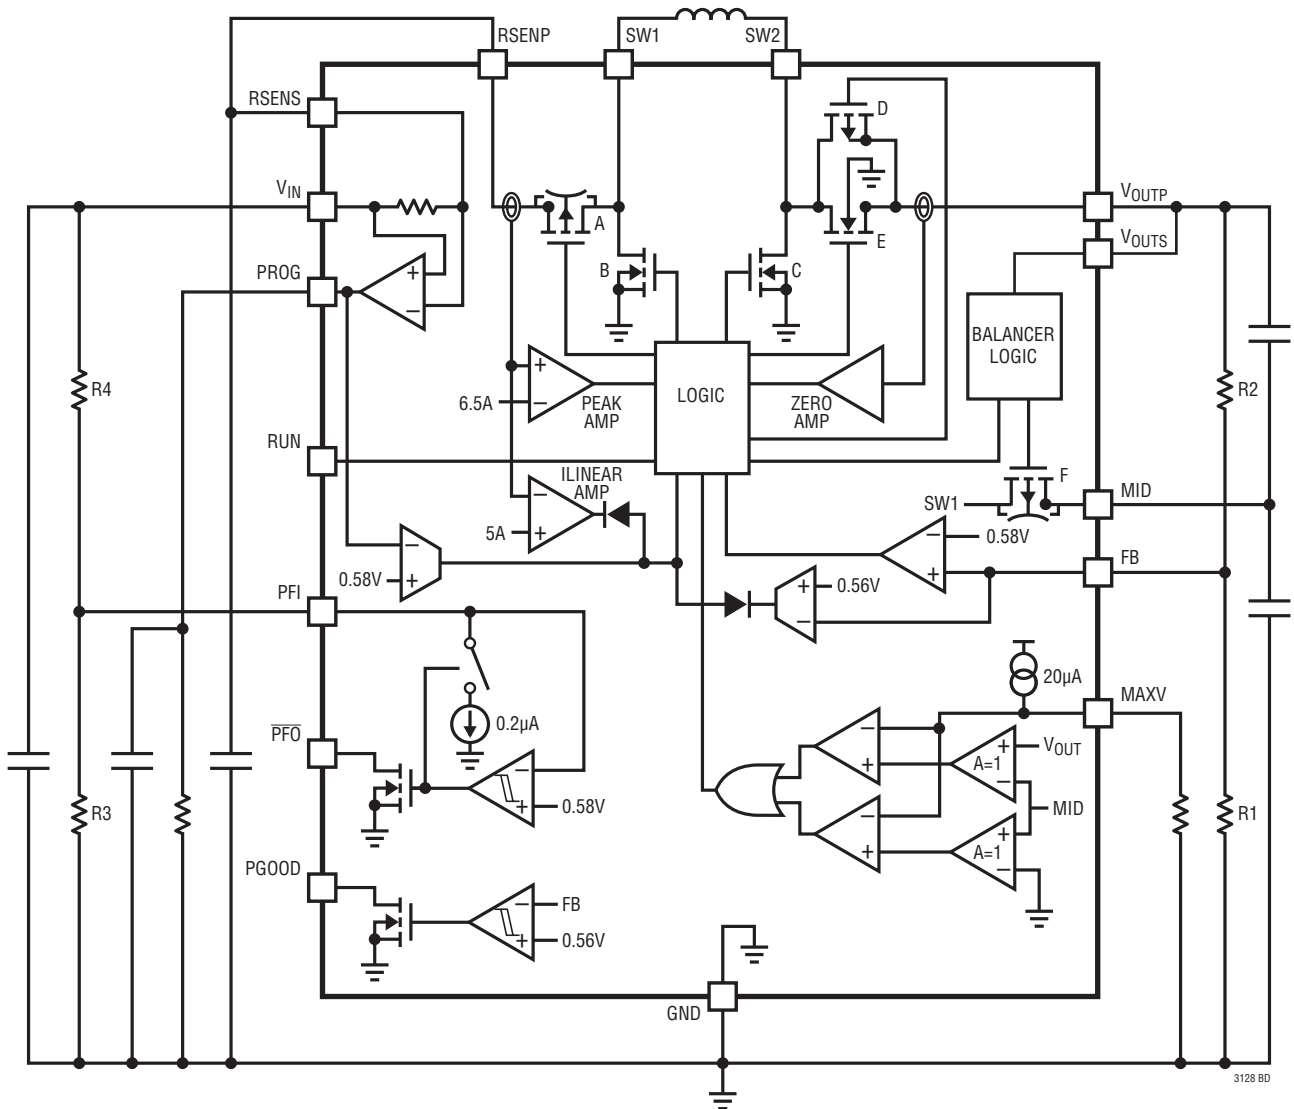 RSENP
SW1
SW2
RSENS
VIN
PROG
R4
RUN
PFI
PFO
R3
PGOOD
A
B
C
D
E
+
−
+
−
6.5A
PEAK
AMP
LOGIC
ZERO
AMP
BALANCER
LOGIC
VOUTP
VOUTS
R2
ILINEAR
AMP
−
+
5A
−
+
0.58V
SW1
F
MID
−
0.58V
+
FB
+
0.56V
−
20µA
MAXV
0.2µA
−
+
0.58V
−
FB
+
0.56V
−
+
−
+
+
VOUT
A=1
−
MID
+
A=1
−
R1
GND
3128 BD